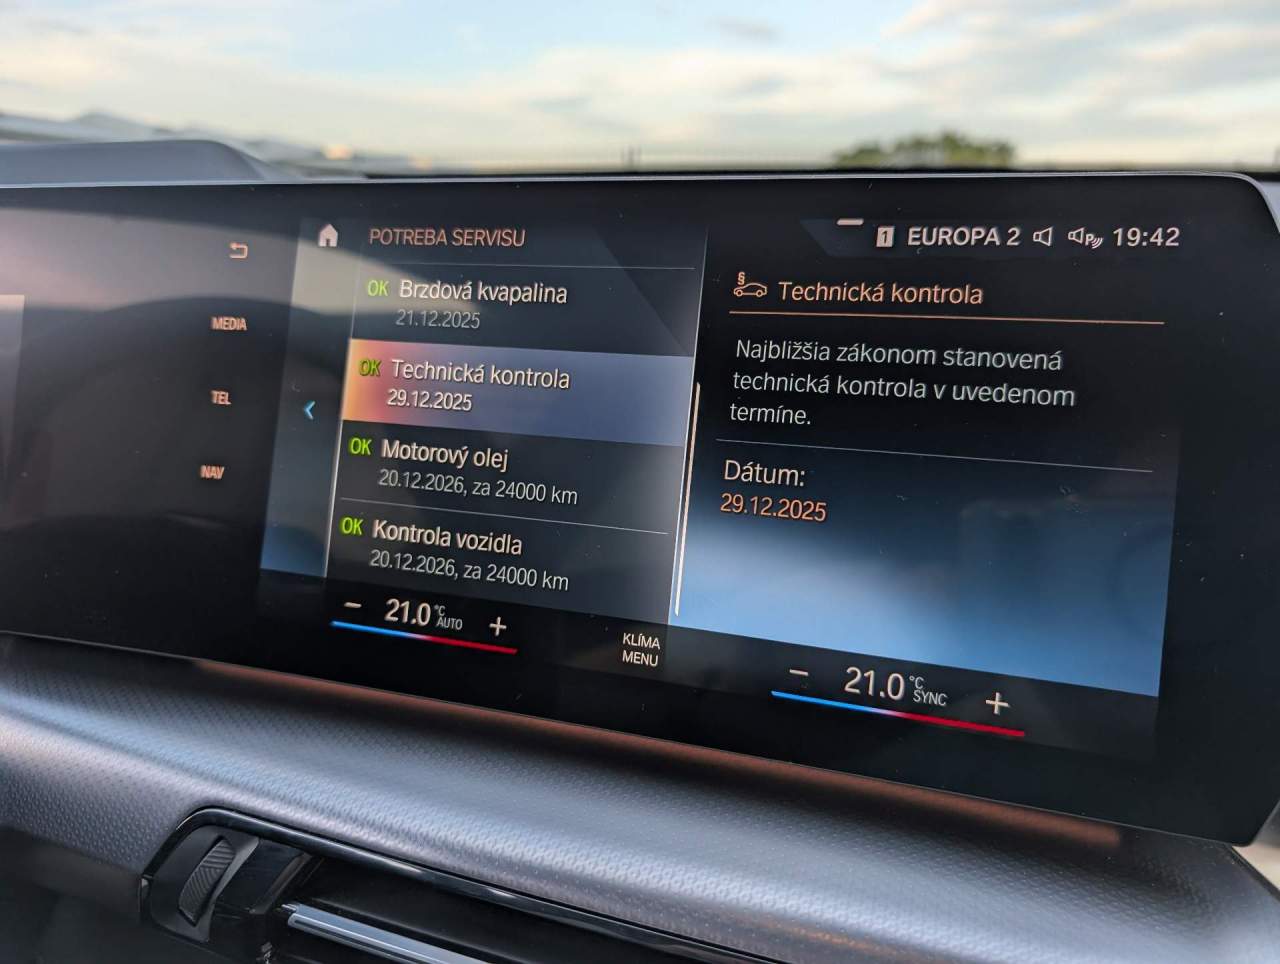 MEDIA
TEL
NAV
POTREBA SERVISU
OK Brzdová kvapalina
21.12.2025
OK Technická kontrola
29.12.2025
OK Motorový olej
20.12.2026, za 24000 km
OK Kontrola vozidla
20.12.2026, za 24000 km
1 EUROPA 2 P 19:42
§ Technická kontrola
Najbližšia zákonom stanovená
technická kontrola v uvedenom
termíne.
Dátum:
29.12.2025
− 21.0 °C AUTO +
KLÍMA
MENU
− 21.0 °C SYNC +